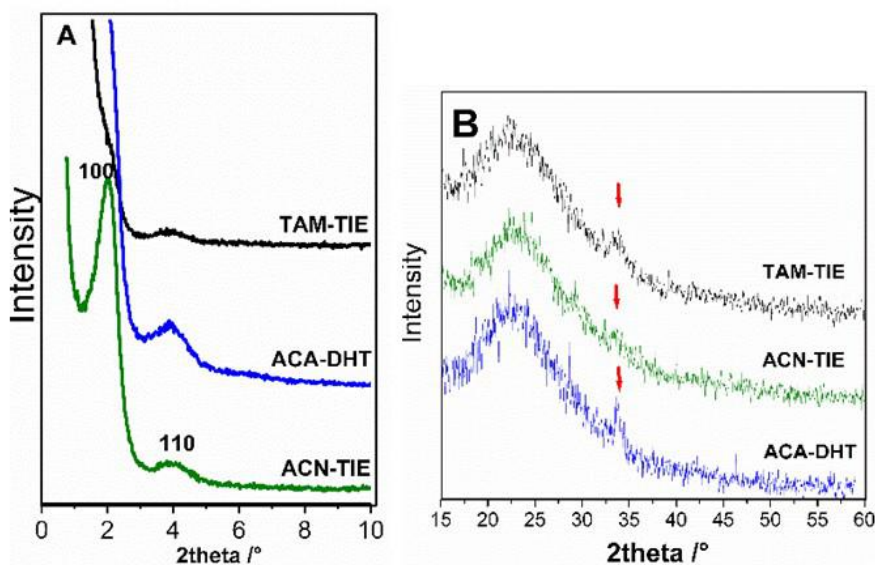 A
100
TAM-TIE
ACA-DHT
110
ACN-TIE
Intensity
0 2 4 6 8 10
2theta /°
B
TAM-TIE
ACN-TIE
ACA-DHT
Intensity
15 20 25 30 35 40 45 50 55 60
2theta /°